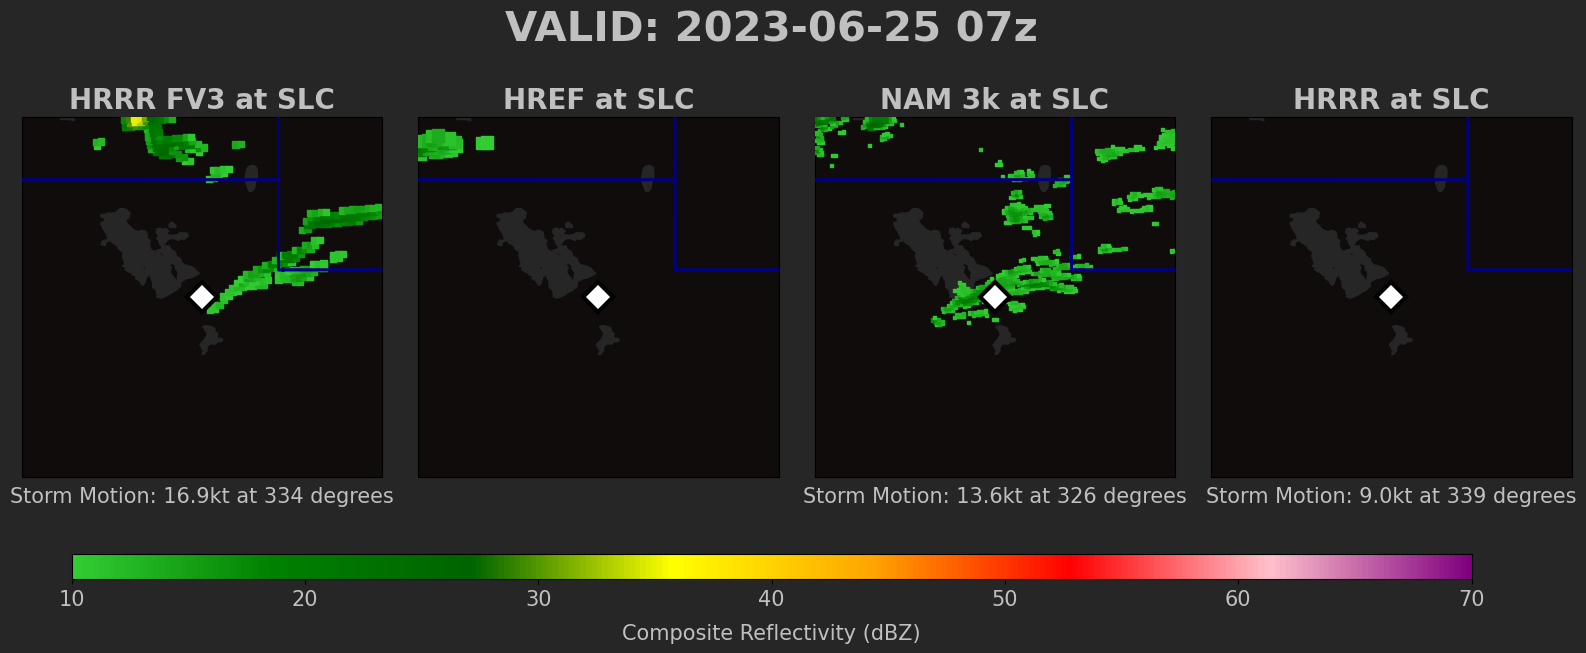 VALID: 2023-06-25 07z
HRRR FV3 at SLC
HREF at SLC
NAM 3k at SLC
HRRR at SLC
Storm Motion: 16.9kt at 334 degrees
Storm Motion: 13.6kt at 326 degrees
Storm Motion: 9.0kt at 339 degrees
10 20 30 40 50 60 70
Composite Reflectivity (dBZ)